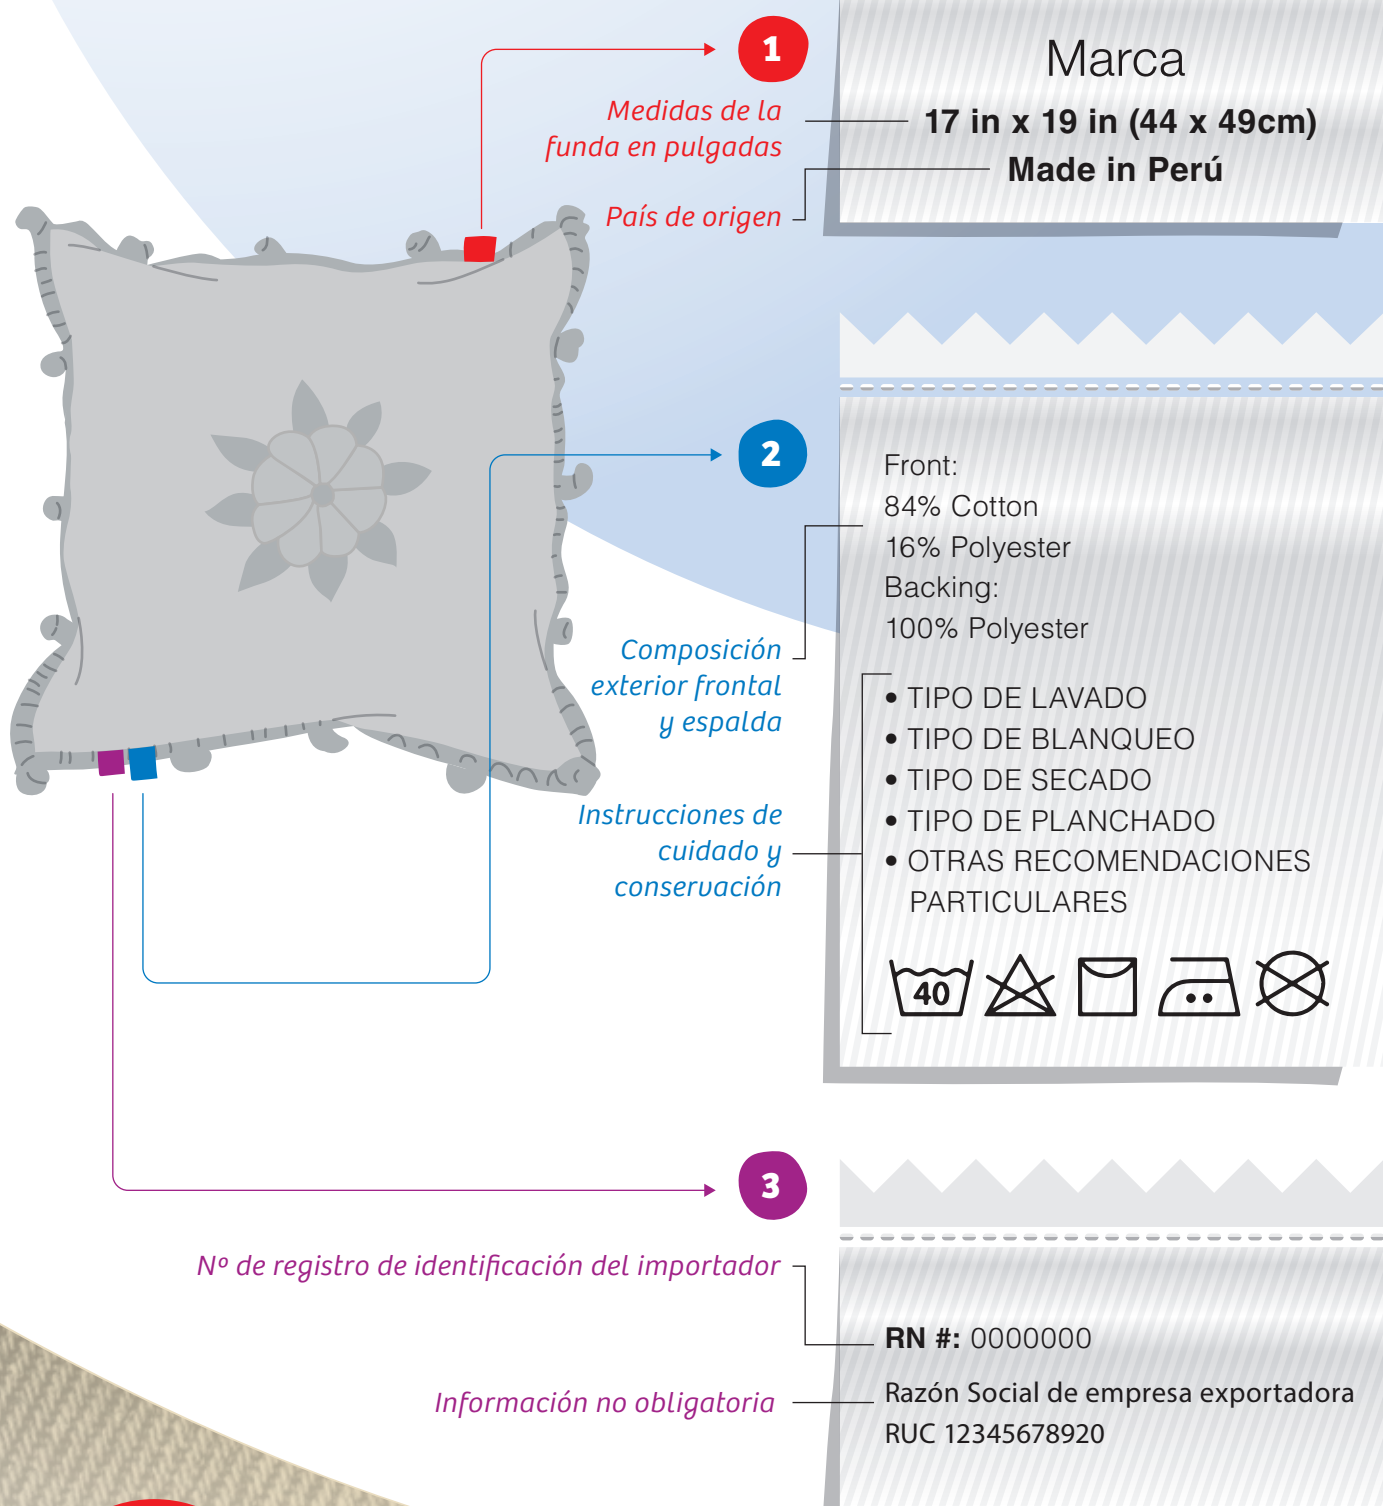 1
Medidas de la
funda en pulgadas
País de origen
Marca
17 in x 19 in (44 x 49cm)
Made in Perú
2
Composición
exterior frontal
y espalda
Instrucciones de
cuidado y
conservación
Front:
84% Cotton
16% Polyester
Backing:
100% Polyester
• TIPO DE LAVADO
• TIPO DE BLANQUEO
• TIPO DE SECADO
• TIPO DE PLANCHADO
• OTRAS RECOMENDACIONES
PARTICULARES
40
3
Nº de registro de identificación del importador
Información no obligatoria
RN #: 0000000
Razón Social de empresa exportadora
RUC 12345678920